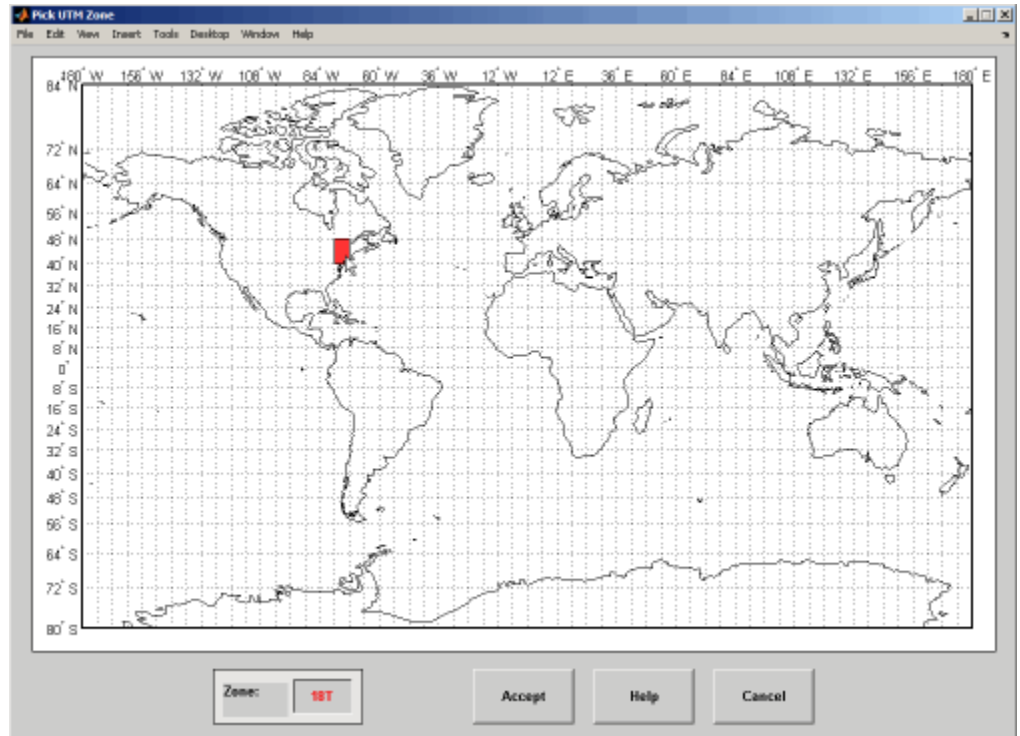 Pick UTM Zone
File Edit View Insert Tools Desktop Window Help
180° W 156° W 132° W 108° W 84° W 60° W 36° W 12° W 12° E 36° E 60° E 84° E 108° E 132° E 156° E 180° E
84° N
72° N
64° N
56° N
48° N
40° N
32° N
24° N
16° N
8° N
0°
8° S
16° S
24° S
32° S
40° S
48° S
56° S
64° S
72° S
80° S
Zone: 18T Accept Help Cancel